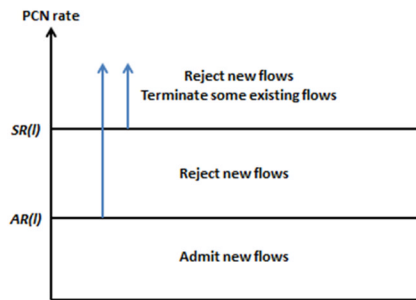 PCN rate
Reject new flows
Terminate some existing flows
SR(l)
Reject new flows
AR(l)
Admit new flows